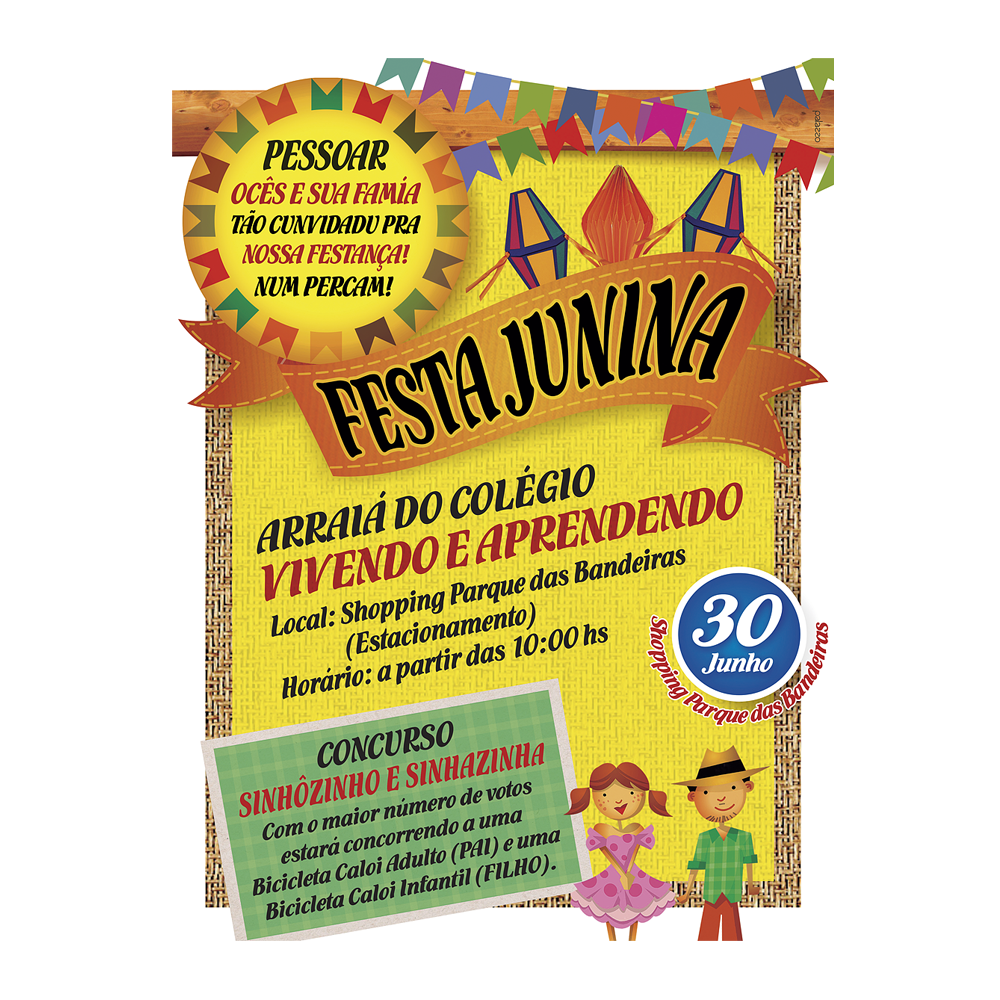 palazzo
PESSOAR
OCÊS E SUA FAMÍA
TÃO CUNVIDADU PRA
NOSSA FESTANÇA!
NUM PERCAM!
FESTA JUNINA
ARRAIÁ DO COLÉGIO
VIVENDO E APRENDENDO
Local: Shopping Parque das Bandeiras
(Estacionamento)
Horário: a partir das 10:00 hs
30
Junho
Shopping Parque das Bandeiras
CONCURSO
SINHÔZINHO E SINHAZINHA
Com o maior número de votos
estará concorrendo a uma
Bicicleta Caloi Adulto (PAI) e uma
Bicicleta Caloi Infantil (FILHO).